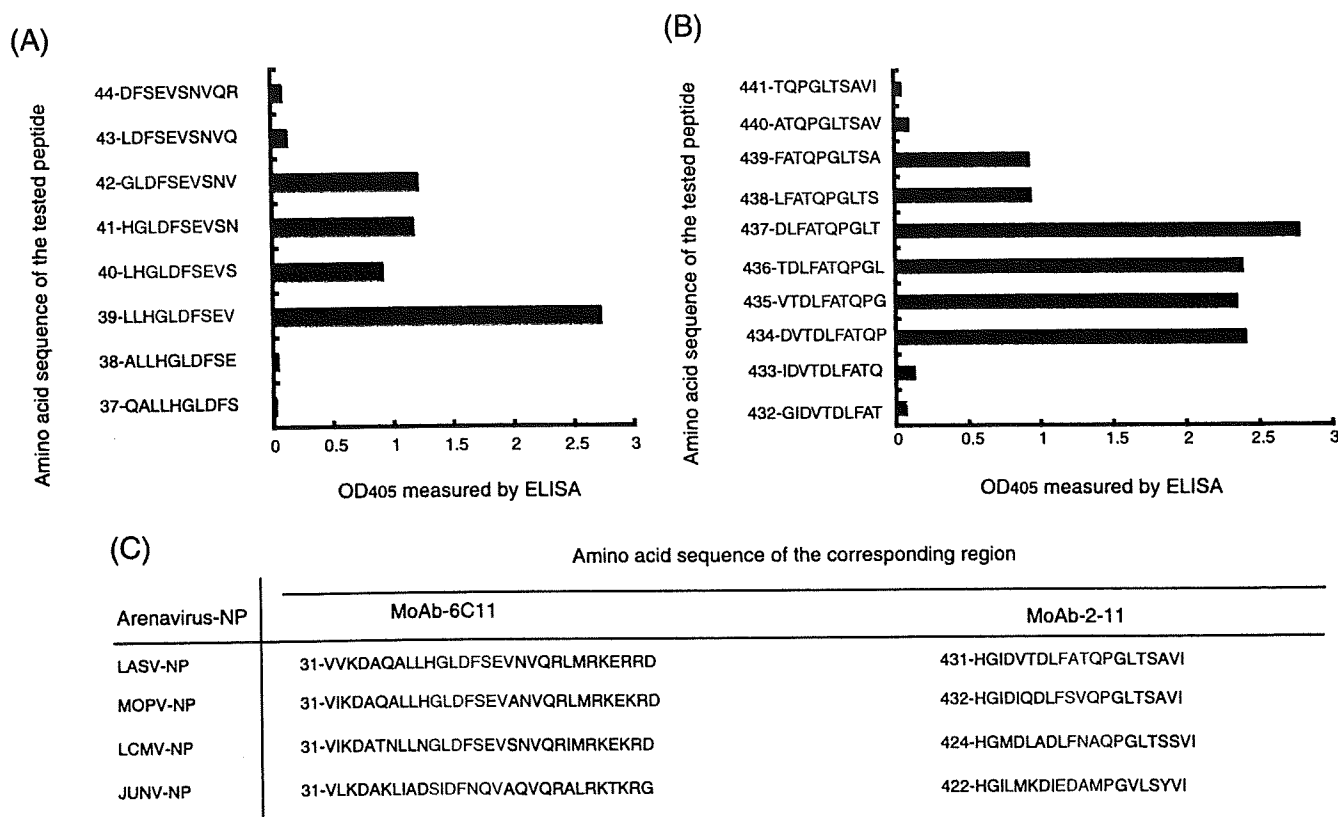 (A)
Amino acid sequence of the tested peptide
44-DFSEVSNVQR
43-LDFSEVSNVQ
42-GLDFSEVSNV
41-HGLDFSEVSN
40-LHGLDFSEVS
39-LLHGLDFSEV
38-ALLHGLDFSE
37-QALLHGLDFS
0 0.5 1 1.5 2 2.5 3
OD405 measured by ELISA
(B)
Amino acid sequence of the tested peptide
441-TQPGLTSAVI
440-ATQPGLTSAV
439-FATQPGLTSA
438-LFATQPGLTS
437-DLFATQPGLT
436-TDLFATQPGL
435-VTDLFATQPG
434-DVTDLFATQP
433-IDVTDLFATQ
432-GIDVTDLFAT
0 0.5 1 1.5 2 2.5 3
OD405 measured by ELISA
(C)
Amino acid sequence of the corresponding region
Arenavirus-NP MoAb-6C11 MoAb-2-11
LASV-NP 31-VVKDAQALLHGLDFSEVNVQRLMRKERRD 431-HGIDVTDLFATQPGLTSAVI
MOPV-NP 31-VIKDAQALLHGLDFSEVANVQRLMRKEKRD 432-HGIDIQDLFSVQPGLTSAVI
LCMV-NP 31-VIKDATNLLNGLDFSEVSNVQRIMRKEKRD 424-HGMDLADLFNAQPGLTSSVI
JUNV-NP 31-VLKDAKLIADSIDFNQVAQVQRALRKTKRG 422-HGILMKDIEDAMPGVLSYVI